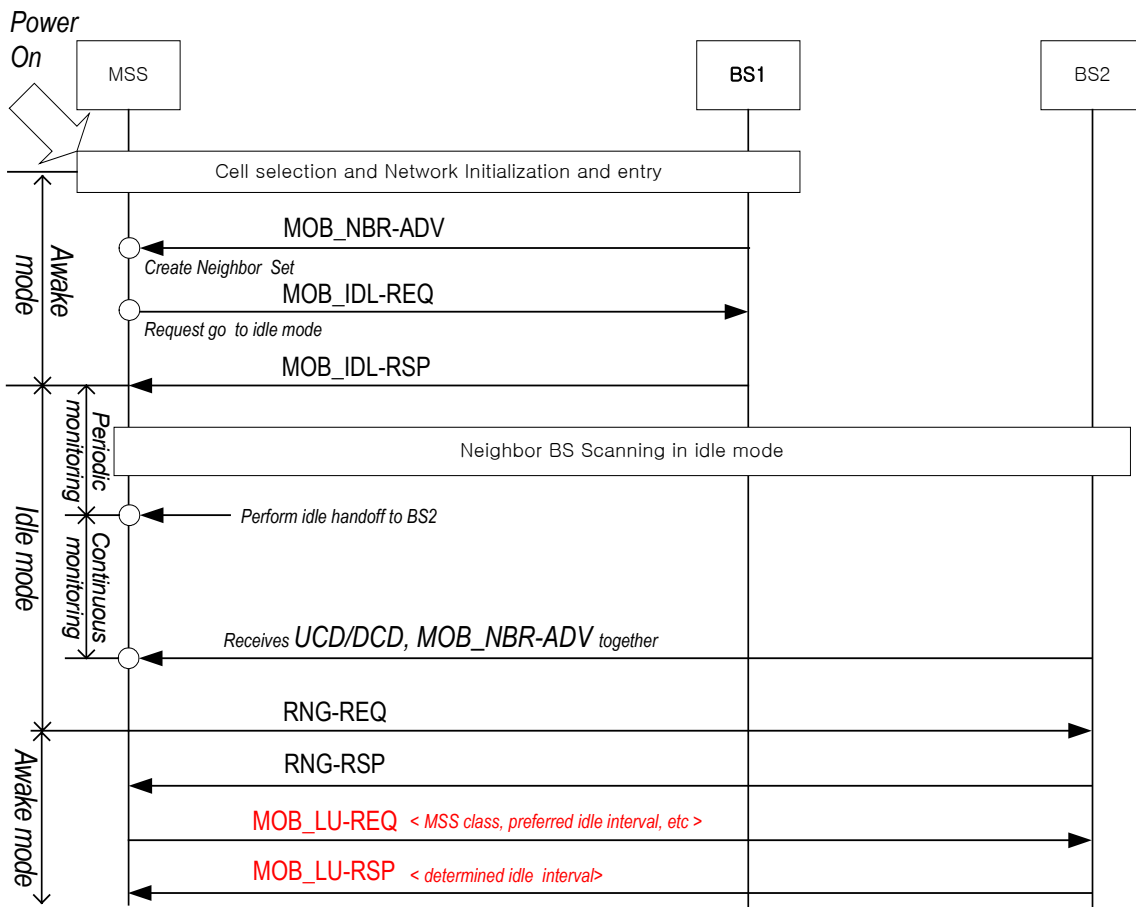 Power
On
MSS
BS1
BS2
Cell selection and Network Initialization and entry
MOB_NBR-ADV
Create Neighbor Set
Awake
mode
MOB_IDL-REQ
Request go to idle mode
MOB_IDL-RSP
Periodic
monitoring
Neighbor BS Scanning in idle mode
Idle mode
Perform idle handoff to BS2
Continuous
monitoring
Receives UCD/DCD, MOB_NBR-ADV together
RNG-REQ
Awake mode
RNG-RSP
MOB_LU-REQ < MSS class, preferred idle interval, etc >
MOB_LU-RSP < determined idle interval>